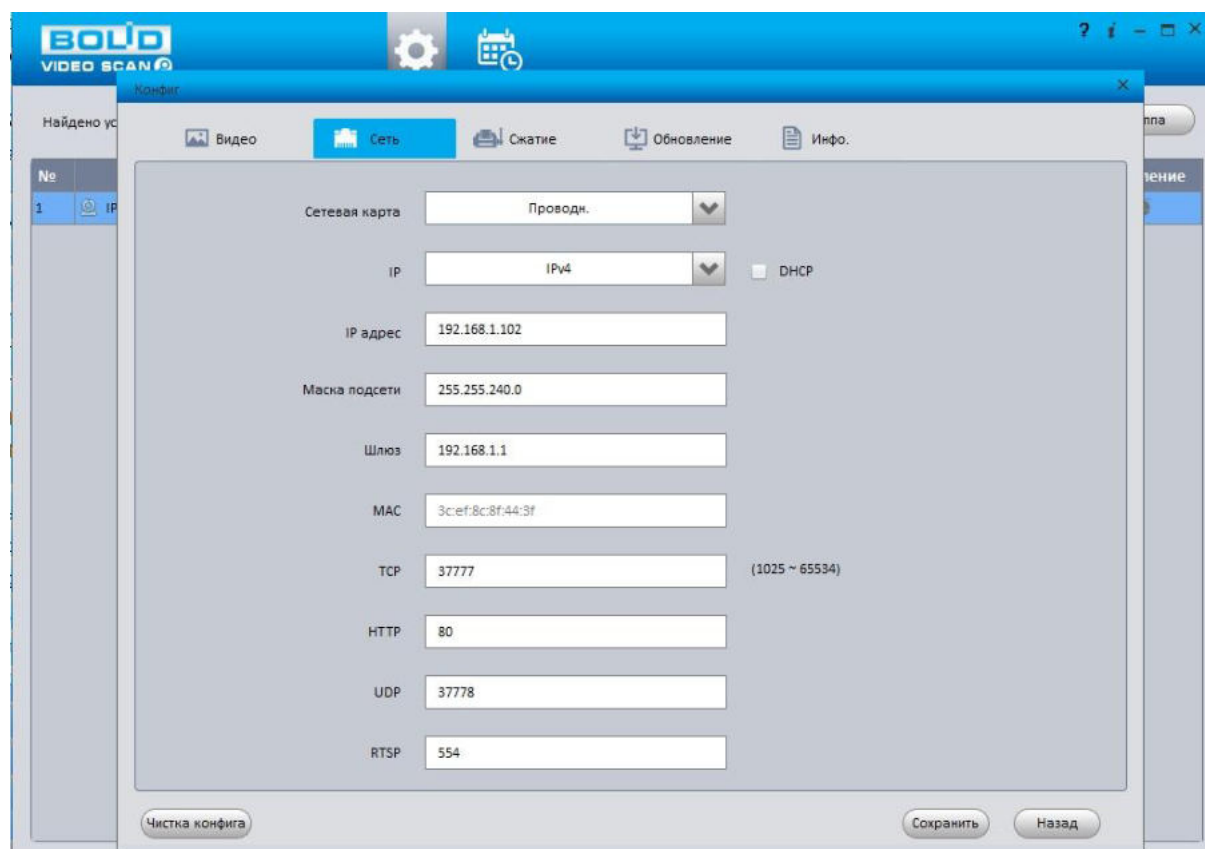 BOLID
VIDEO SCAN
? i
Конфиг
Найдено ус
ппа
Видео
Сеть
Сжатие
Обновление
Инфо.
№
ление
1 IP
Сетевая карта Проводн.
IP IPv4 DHCP
IP адрес 192.168.1.102
Маска подсети 255.255.240.0
Шлюз 192.168.1.1
MAC 3c:ef:8c:8f:44:3f
TCP 37777 (1025 ~ 65534)
HTTP 80
UDP 37778
RTSP 554
Чистка конфига
Сохранить
Назад